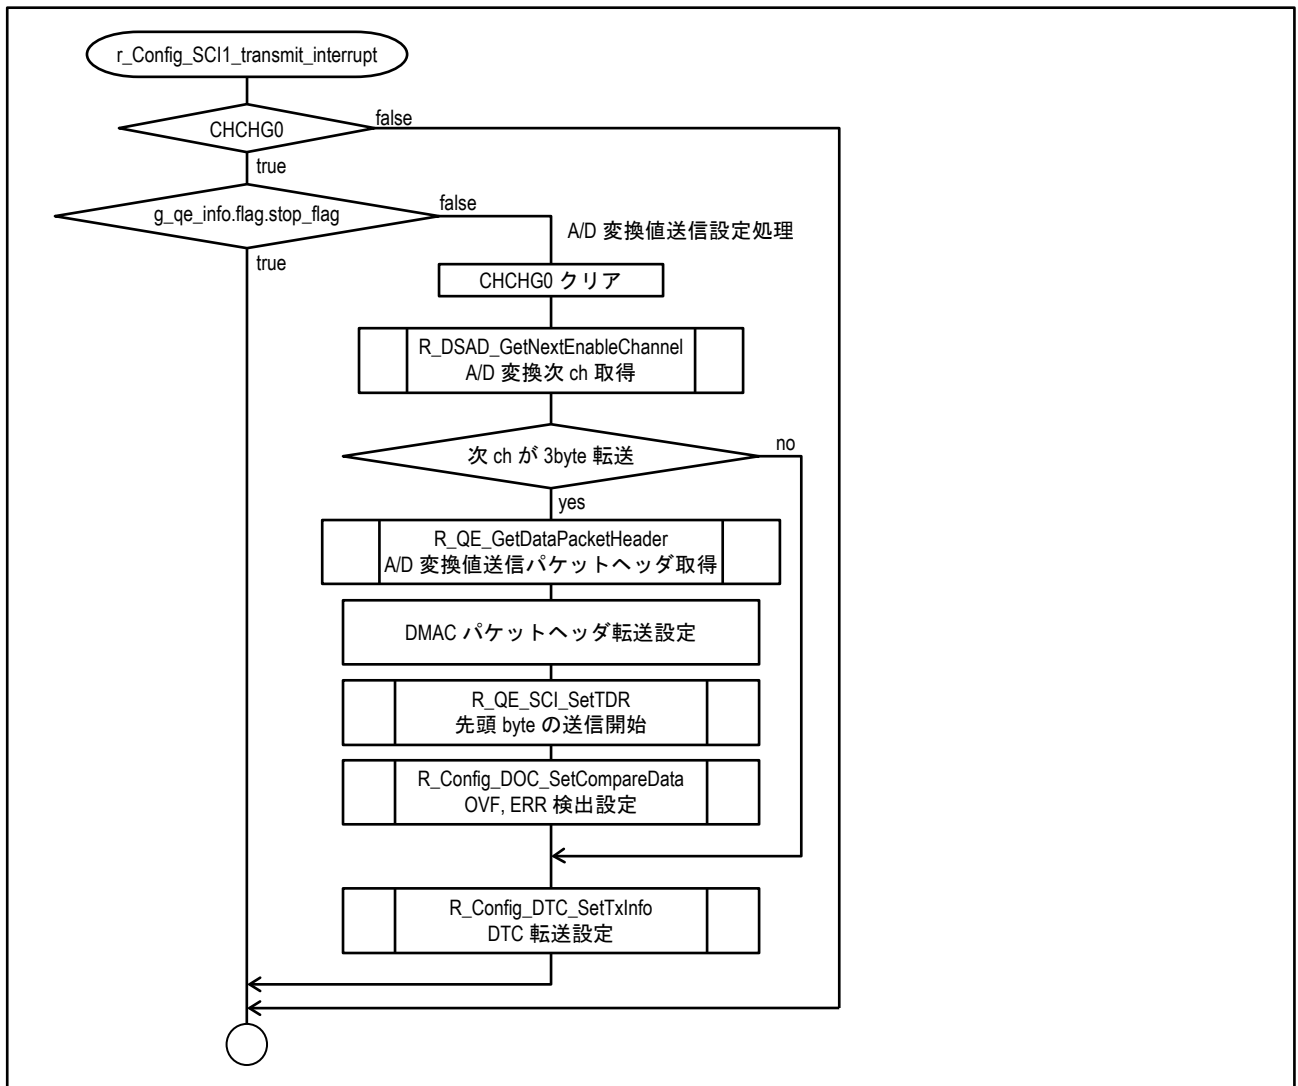 r_Config_SCI1_transmit_interrupt
CHCHG0
false
true
g_qe_info.flag.stop_flag
false
true
A/D 変換値送信設定処理
CHCHG0 クリア
R_DSAD_GetNextEnableChannel
A/D 変換次 ch 取得
次 ch が 3byte 転送
no
yes
R_QE_GetDataPacketHeader
A/D 変換値送信パケットヘッダ取得
DMAC パケットヘッダ転送設定
R_QE_SCI_SetTDR
先頭 byte の送信開始
R_Config_DOC_SetCompareData
OVF, ERR 検出設定
R_Config_DTC_SetTxInfo
DTC 転送設定